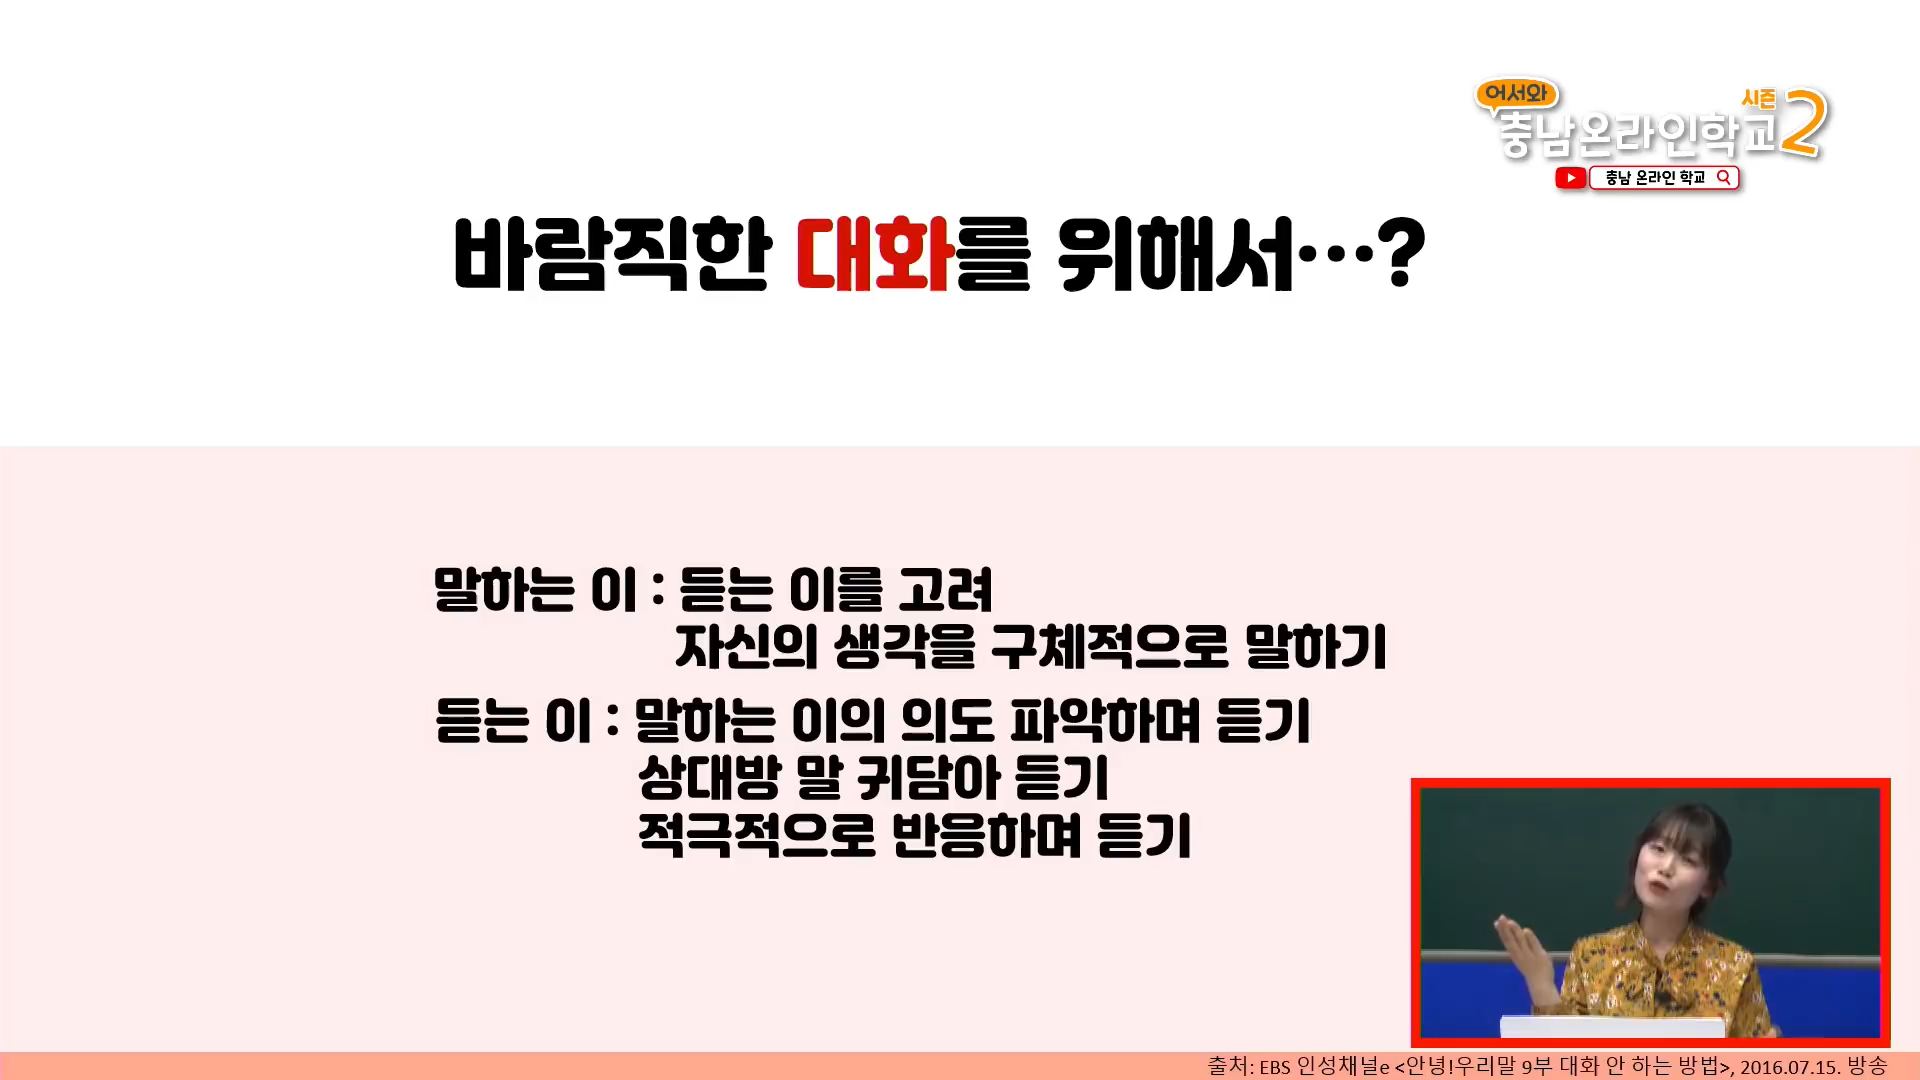 어서와
시즌
충남온라인학교2
충남 온라인 학교
바람직한 대화를 위해서…?
말하는 이 : 듣는 이를 고려
자신의 생각을 구체적으로 말하기
듣는 이 : 말하는 이의 의도 파악하며 듣기
상대방 말 귀담아 듣기
적극적으로 반응하며 듣기
출처: EBS 인성채널e <안녕!우리말 9부 대화 안 하는 방법>, 2016.07.15. 방송